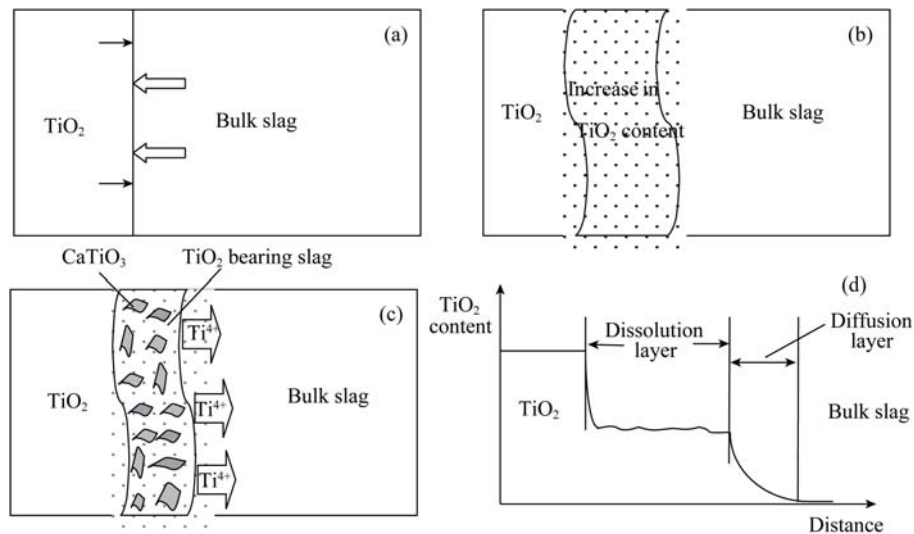 (a)
TiO₂
Bulk slag
(b)
TiO₂
Increase in
TiO₂ content
Bulk slag
CaTiO₃
TiO₂ bearing slag
(c)
Ti⁴⁺
TiO₂
Ti⁴⁺
Bulk slag
Ti⁴⁺
(d)
TiO₂
content
Dissolution
layer
Diffusion
layer
TiO₂
Bulk slag
Distance